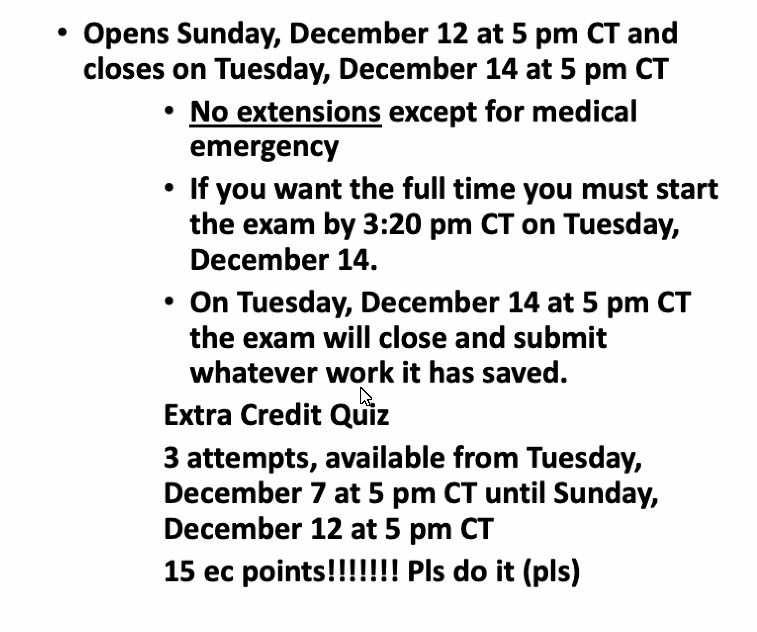 • Opens Sunday, December 12 at 5 pm CT and
closes on Tuesday, December 14 at 5 pm CT
• No extensions except for medical
emergency
• If you want the full time you must start
the exam by 3:20 pm CT on Tuesday,
December 14.
• On Tuesday, December 14 at 5 pm CT
the exam will close and submit
whatever work it has saved.
Extra Credit Quiz
3 attempts, available from Tuesday,
December 7 at 5 pm CT until Sunday,
December 12 at 5 pm CT
15 ec points!!!!!!! Pls do it (pls)